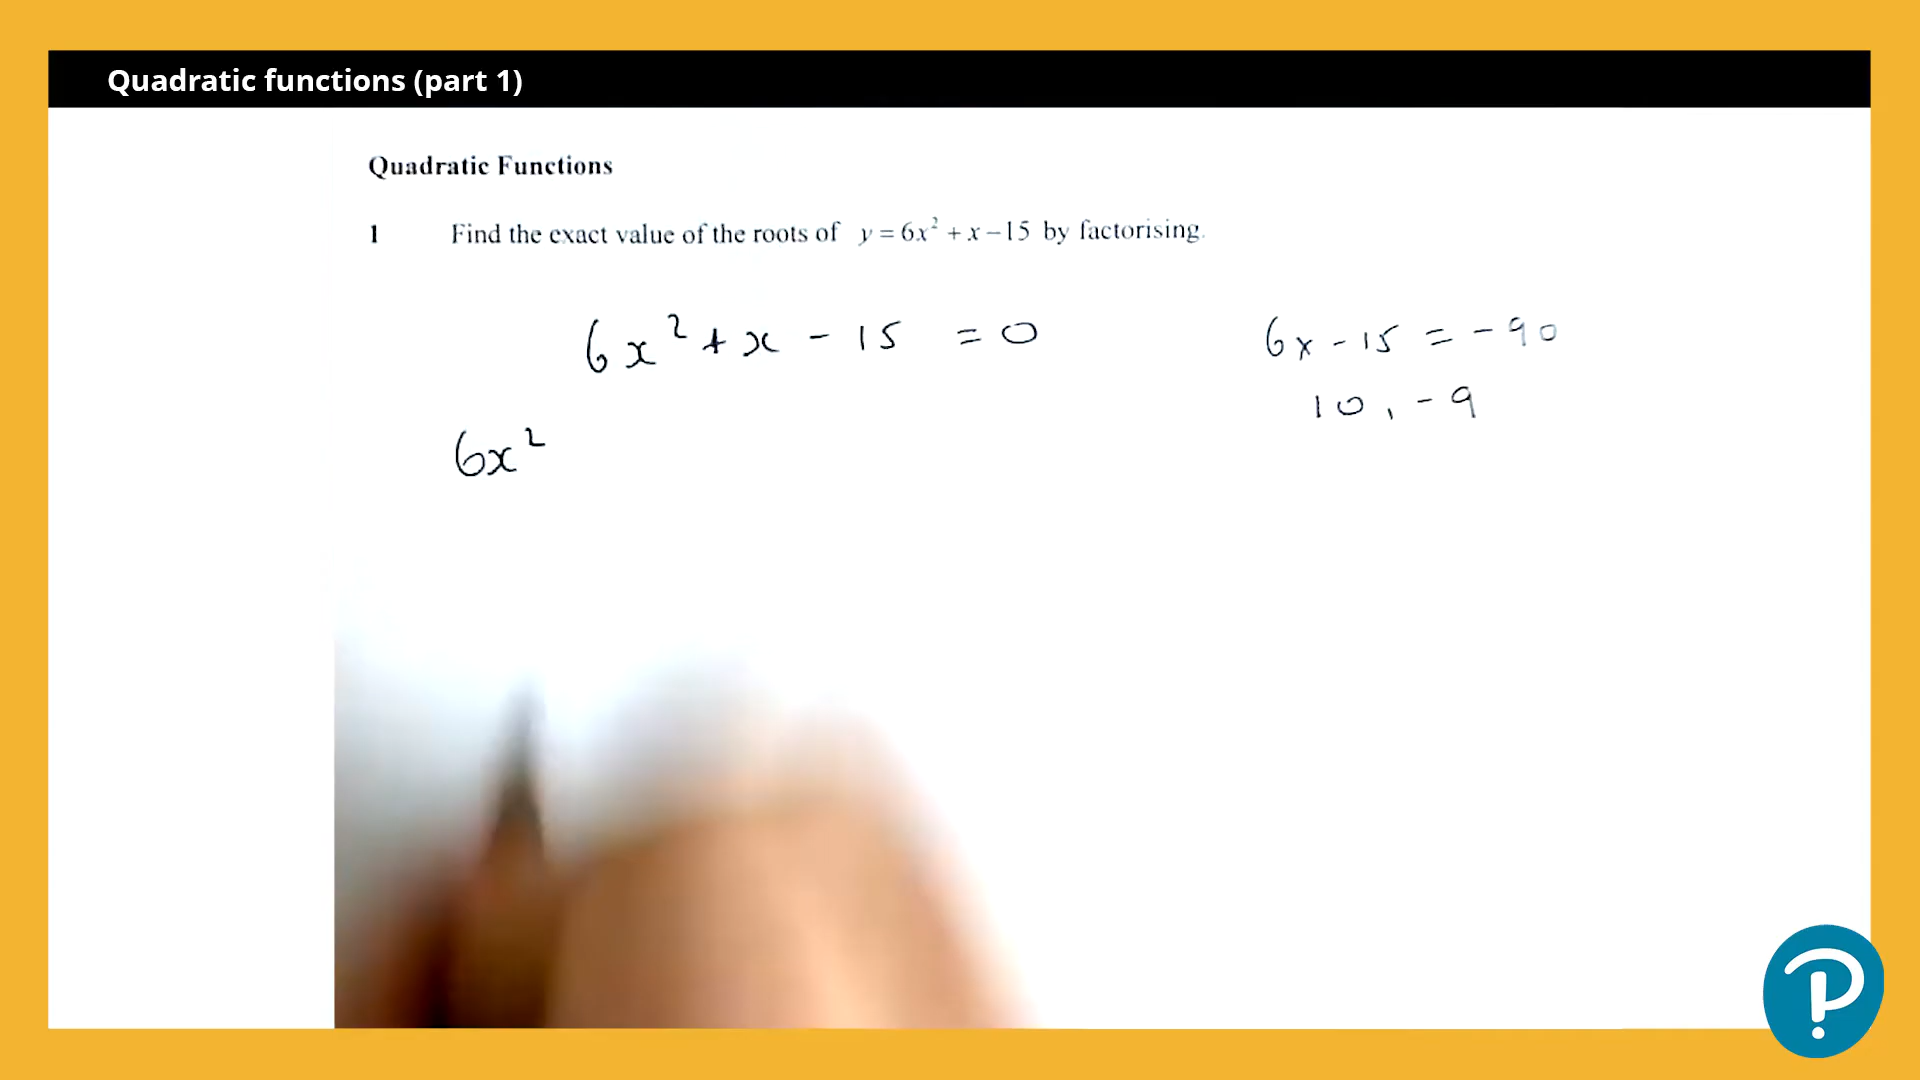 Quadratic functions (part 1)
Quadratic Functions
1 Find the exact value of the roots of y = 6x² + x − 15 by factorising.
6x² + x − 15 = 0
6 × − 15 = − 90
10, − 9
6x²
P